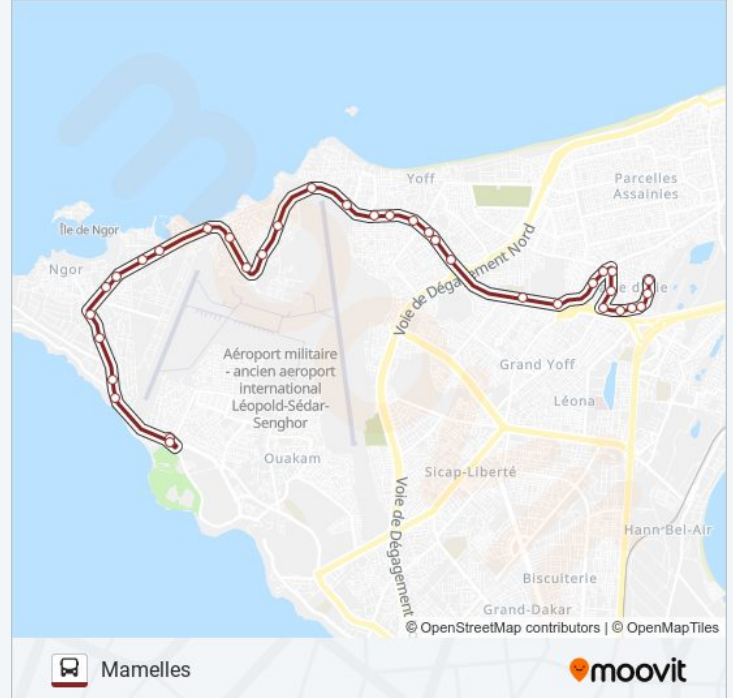 Yoff
Parcelles
Assainies
Île de Ngor
Ngor
Voie de Dégagement Nord
Aéroport militaire
- ancien aeroport
international
Léopold-Sédar-
Senghor
Grand Yoff
Léona
Ouakam
Sicap-Liberté
Voie de Dégagement
Hann Bel-Air
Biscuiterie
Grand-Dakar
© OpenStreetMap contributors | © OpenMapTiles
Mamelles
moovit